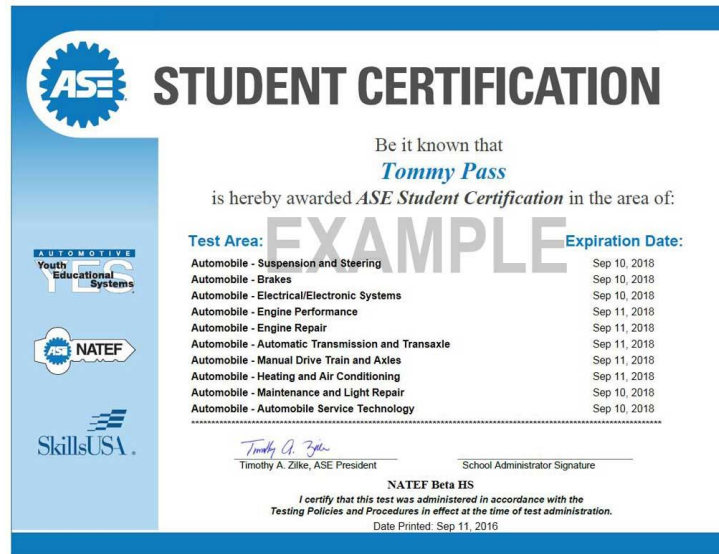 ASE
STUDENT CERTIFICATION
Be it known that
Tommy Pass
is hereby awarded ASE Student Certification in the area of:
EXAMPLE
Test Area: Expiration Date:
Automobile - Suspension and Steering Sep 10, 2018
Automobile - Brakes Sep 10, 2018
Automobile - Electrical/Electronic Systems Sep 10, 2018
Automobile - Engine Performance Sep 11, 2018
Automobile - Engine Repair Sep 11, 2018
Automobile - Automatic Transmission and Transaxle Sep 11, 2018
Automobile - Manual Drive Train and Axles Sep 11, 2018
Automobile - Heating and Air Conditioning Sep 11, 2018
Automobile - Maintenance and Light Repair Sep 10, 2018
Automobile - Automobile Service Technology Sep 10, 2018
AUTOMOTIVE
YES
Youth
Educational
Systems
ASE NATEF
SkillsUSA
Timothy A. Zilke
Timothy A. Zilke, ASE President School Administrator Signature
NATEF Beta HS
I certify that this test was administered in accordance with the
Testing Policies and Procedures in effect at the time of test administration.
Date Printed: Sep 11, 2016